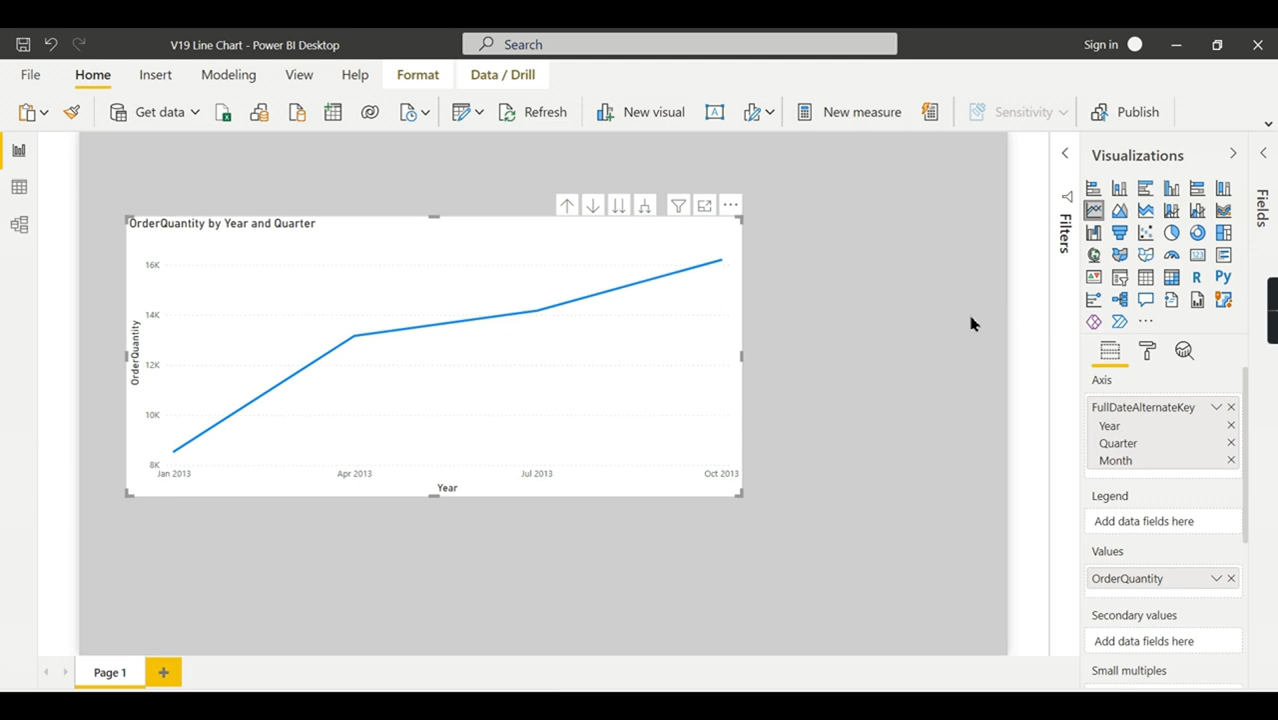 V19 Line Chart - Power BI Desktop
Search
Sign in
File Home Insert Modeling View Help Format Data / Drill
Get data Refresh New visual New measure Sensitivity Publish
OrderQuantity by Year and Quarter
16K
14K
12K
10K
8K
OrderQuantity
Jan 2013 Apr 2013 Jul 2013 Oct 2013
Year
Filters
Visualizations
123
R Py
Axis
FullDateAlternateKey
Year
Quarter
Month
Legend
Add data fields here
Values
OrderQuantity
Secondary values
Add data fields here
Small multiples
Fields
Page 1